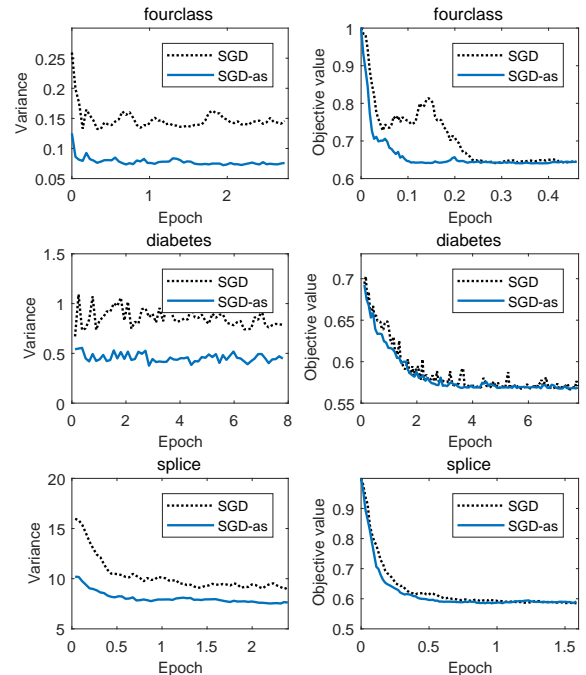 fourclass
Variance
0.25
0.2
0.15
0.1
0.05
SGD
SGD-as
0 1 2
Epoch
fourclass
Objective value
1
0.9
0.8
0.7
0.6
SGD
SGD-as
0 0.1 0.2 0.3 0.4
Epoch
diabetes
Variance
1.5
1
0.5
0
SGD
SGD-as
0 2 4 6 8
Epoch
diabetes
Objective value
0.7
0.65
0.6
0.55
SGD
SGD-as
0 2 4 6
Epoch
splice
Variance
20
15
10
5
SGD
SGD-as
0 0.5 1 1.5 2
Epoch
splice
Objective value
0.9
0.8
0.7
0.6
0.5
SGD
SGD-as
0 0.5 1 1.5
Epoch